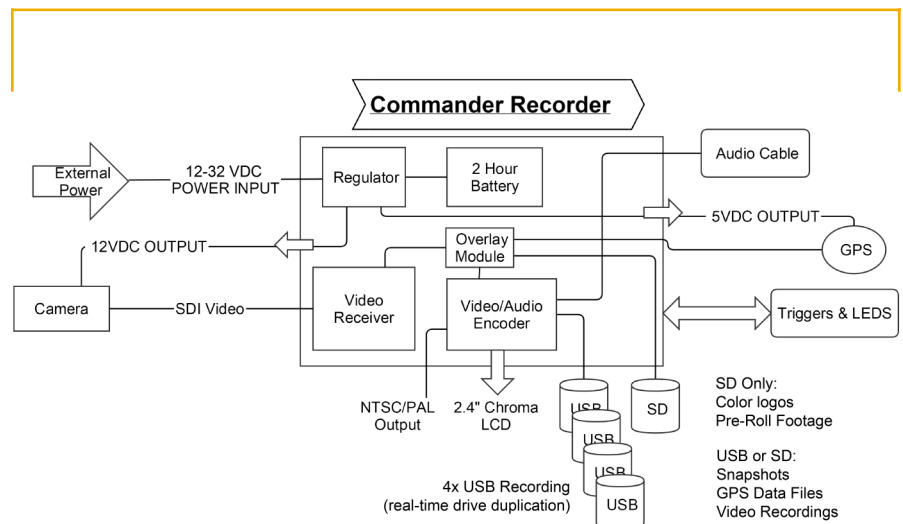 Commander Recorder
External
Power
12-32 VDC
POWER INPUT
Regulator
2 Hour
Battery
Audio Cable
12VDC OUTPUT
5VDC OUTPUT
Overlay
Module
GPS
Camera
SDI Video
Video
Receiver
Video/Audio
Encoder
Triggers & LEDS
NTSC/PAL
Output
2.4" Chroma
LCD
USB
USB
USB
USB
SD
4x USB Recording
(real-time drive duplication)
SD Only:
Color logos
Pre-Roll Footage
USB or SD:
Snapshots
GPS Data Files
Video Recordings